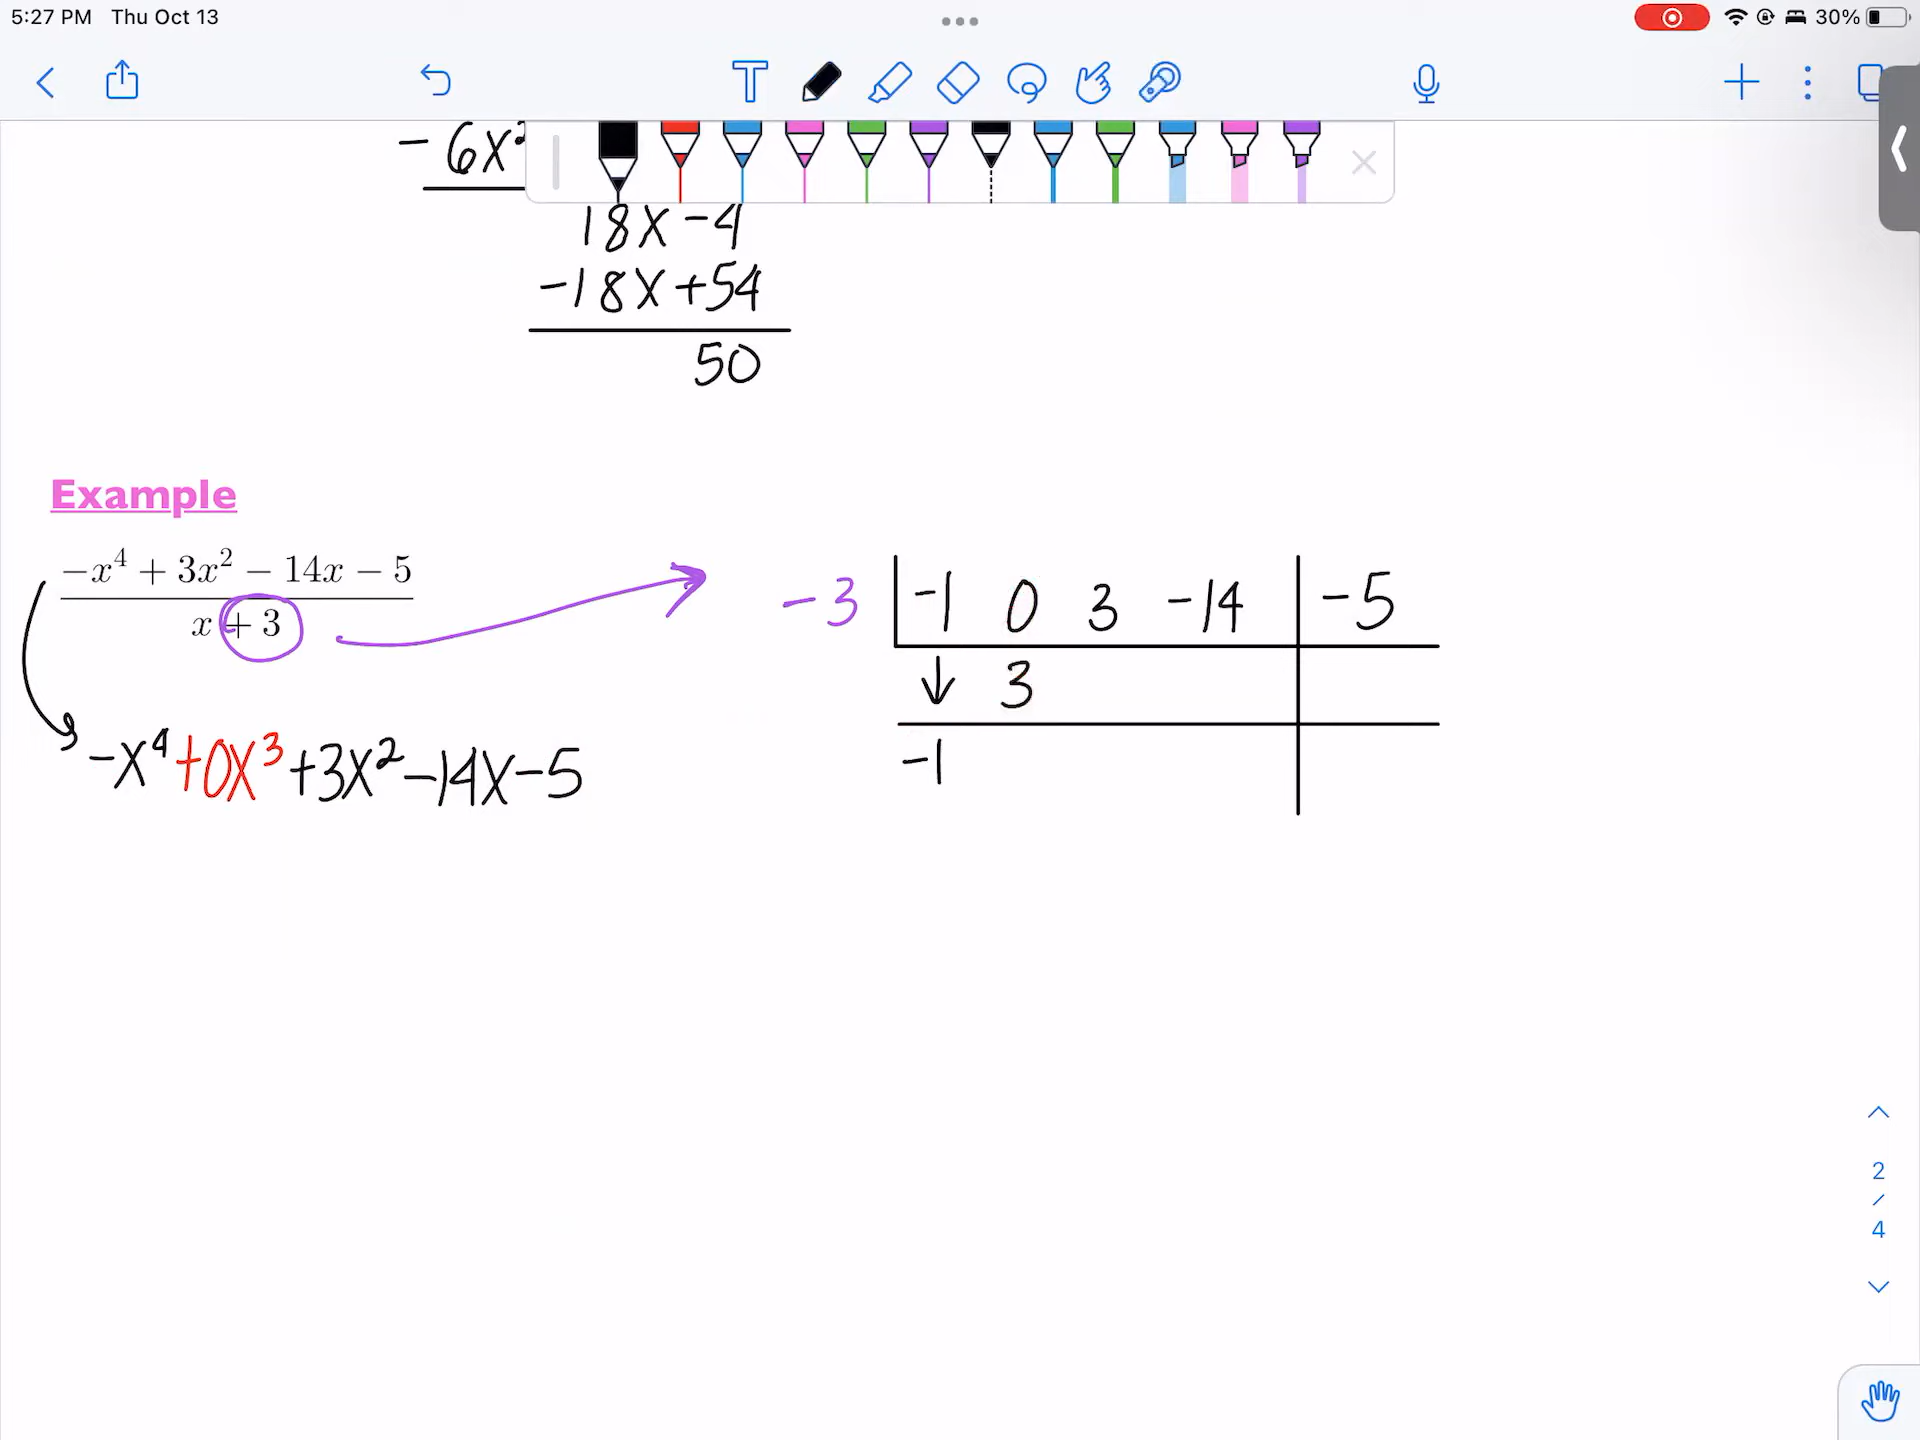 5:27 PM Thu Oct 13
30%
T
- 6x²
18x - 4
-18x + 54
50
Example
-x⁴ + 3x² - 14x - 5
x + 3
-3 -1 0 3 -14 -5
3
-1
-x⁴ +0x³ +3x² -14x -5
2
/
4